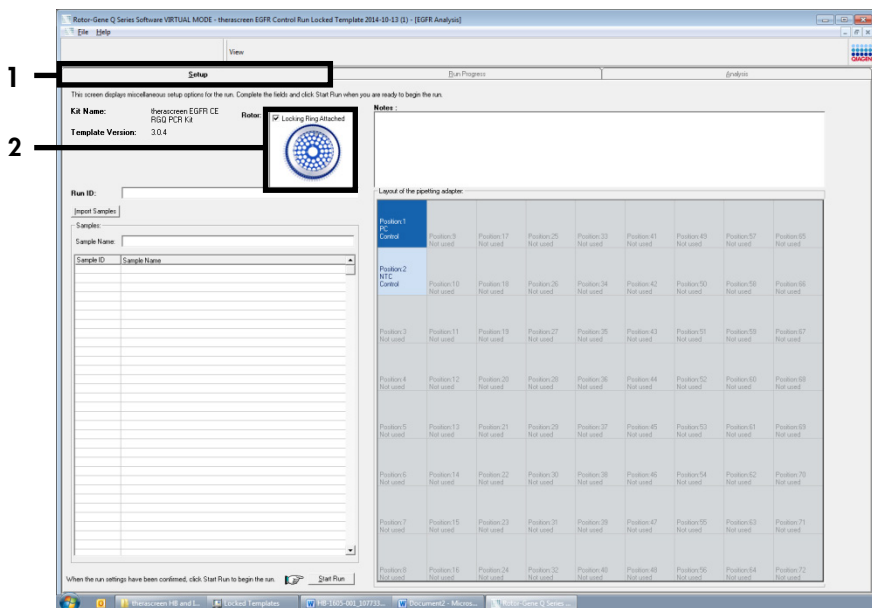 Rotor-Gene Q Series Software VIRTUAL MODE - therascreen EGFR Control Run Locked Template 2014-10-13 (1) - [EGFR Analysis]
File Help
View
QIAGEN
1
Setup Run Progress Analysis
This screen displays miscellaneous setup options for the run. Complete the fields and click Start Run when you are ready to begin the run.
Kit Name: therascreen EGFR CE RGQ PCR Kit
Template Version: 3.0.4
2
Rotor:
Locking Ring Attached
Notes :
Run ID:
Import Samples
Samples:
Sample Name:
Sample ID Sample Name
Layout of the pipetting adapter.
Position:1 PC Control
Position:9 Not used
Position:17 Not used
Position:25 Not used
Position:33 Not used
Position:41 Not used
Position:49 Not used
Position:57 Not used
Position:65 Not used
Position:2 NTC Control
Position:10 Not used
Position:18 Not used
Position:26 Not used
Position:34 Not used
Position:42 Not used
Position:50 Not used
Position:58 Not used
Position:66 Not used
Position:3 Not used
Position:11 Not used
Position:19 Not used
Position:27 Not used
Position:35 Not used
Position:43 Not used
Position:51 Not used
Position:59 Not used
Position:67 Not used
Position:4 Not used
Position:12 Not used
Position:20 Not used
Position:28 Not used
Position:36 Not used
Position:44 Not used
Position:52 Not used
Position:60 Not used
Position:68 Not used
Position:5 Not used
Position:13 Not used
Position:21 Not used
Position:29 Not used
Position:37 Not used
Position:45 Not used
Position:53 Not used
Position:61 Not used
Position:69 Not used
Position:6 Not used
Position:14 Not used
Position:22 Not used
Position:30 Not used
Position:38 Not used
Position:46 Not used
Position:54 Not used
Position:62 Not used
Position:70 Not used
Position:7 Not used
Position:15 Not used
Position:23 Not used
Position:31 Not used
Position:39 Not used
Position:47 Not used
Position:55 Not used
Position:63 Not used
Position:71 Not used
Position:8 Not used
Position:16 Not used
Position:24 Not used
Position:32 Not used
Position:40 Not used
Position:48 Not used
Position:56 Not used
Position:64 Not used
Position:72 Not used
When the run settings have been confirmed, click Start Run to begin the run.
Start Run
therascreen HB and I...
Locked Templates
HB-1605-001_107733...
Document2 - Micros...
Rotor-Gene Q Series ...